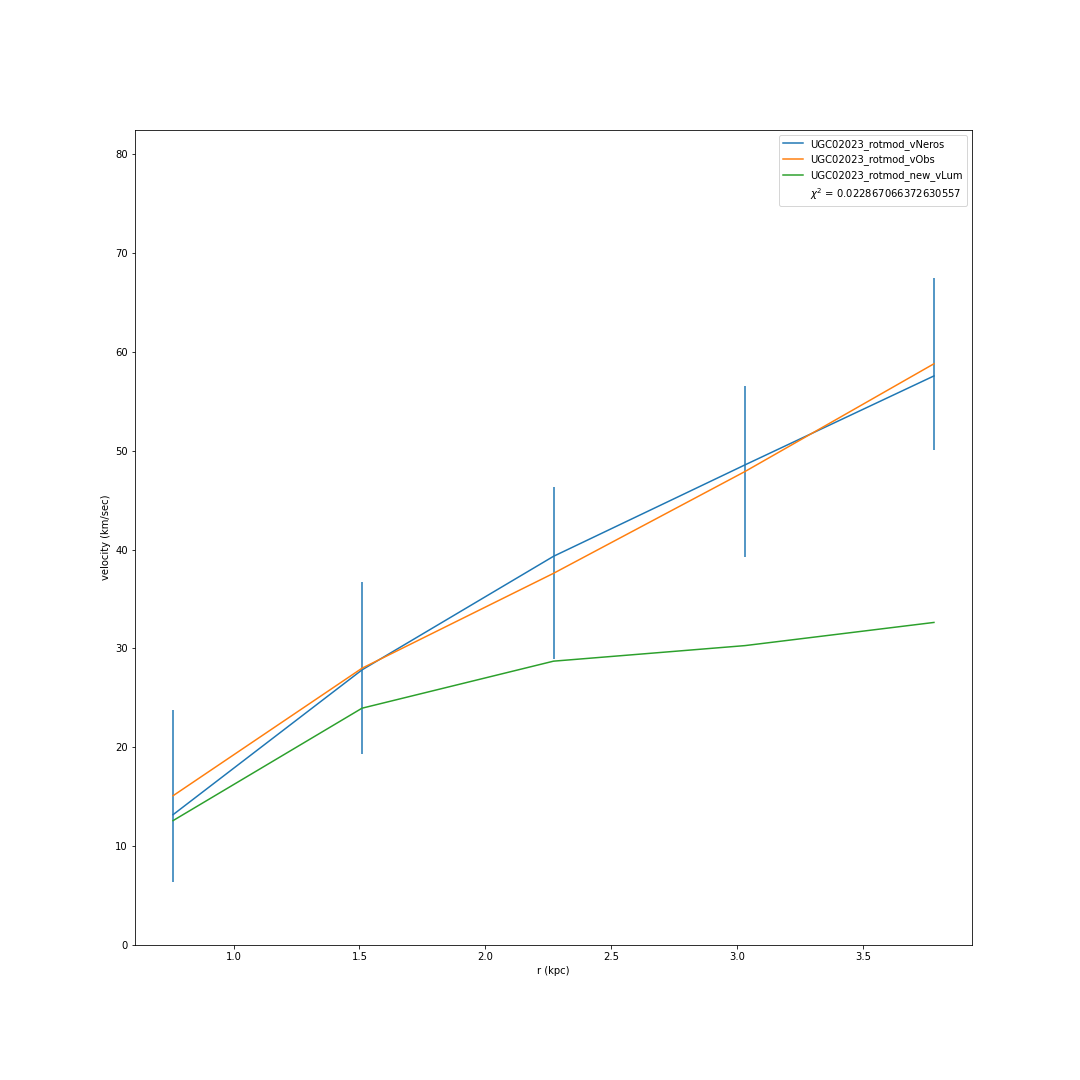 UGC02023_rotmod_vNeros
UGC02023_rotmod_vObs
UGC02023_rotmod_new_vLum
χ² = 0.022867066372630557
80
70
60
50
40
30
20
10
0
velocity (km/sec)
1.0 1.5 2.0 2.5 3.0 3.5
r (kpc)